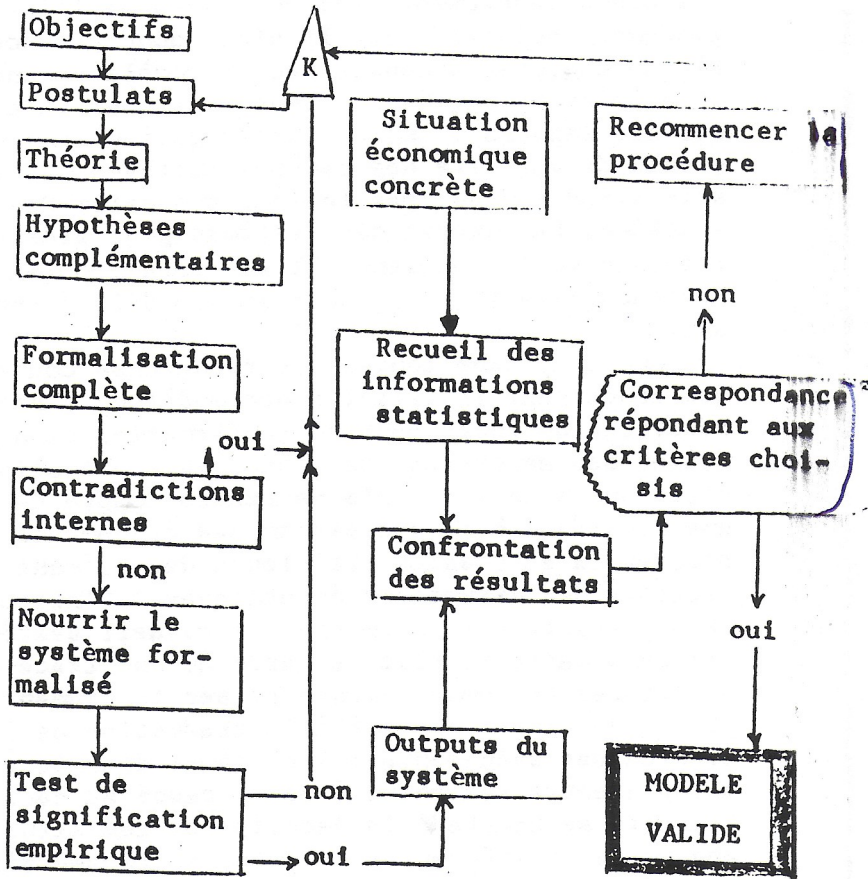 Objectifs
Postulats
Théorie
Hypothèses
complémentaires
Formalisation
complète
oui
Contradictions
internes
non
Nourrir le
système for-
malisé
Test de
signification
empirique
non
oui
K
Situation
économique
concrète
Recueil des
informations
statistiques
Confrontation
des résultats
Outputs du
système
Recommencer la
procédure
non
Correspondance
répondant aux
critères choi-
sis
oui
MODELE
VALIDE